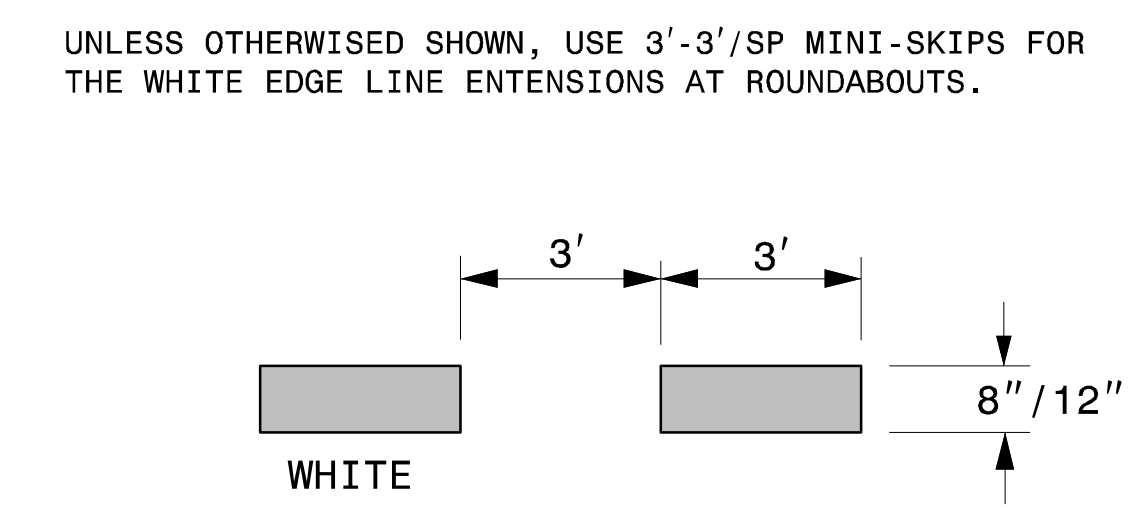 UNLESS OTHERWISED SHOWN, USE 3'-3'/SP MINI-SKIPS FOR
THE WHITE EDGE LINE ENTENSIONS AT ROUNDABOUTS.
3'
3'
8"/12"
WHITE